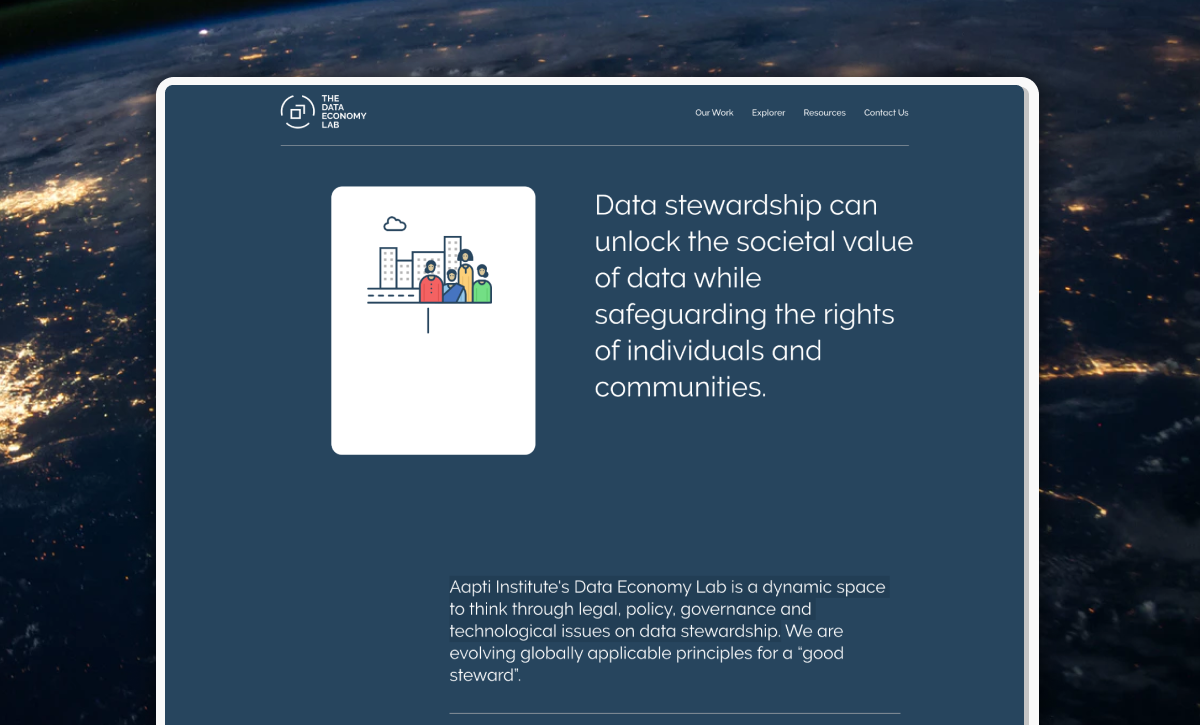 THE
DATA
ECONOMY
LAB
Our Work
Explorer
Resources
Contact Us
Data stewardship can
unlock the societal value
of data while
safeguarding the rights
of individuals and
communities.
Aapti Institute's Data Economy Lab is a dynamic space
to think through legal, policy, governance and
technological issues on data stewardship. We are
evolving globally applicable principles for a “good
steward”.